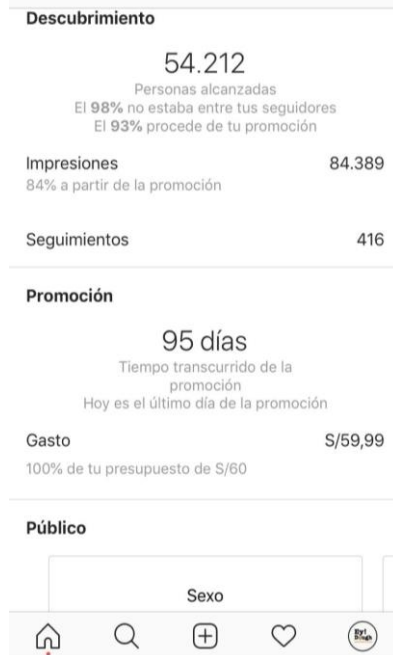 Descubrimiento
54.212
Personas alcanzadas
El 98% no estaba entre tus seguidores
El 93% procede de tu promoción
Impresiones 84.389
84% a partir de la promoción
Seguimientos 416
Promoción
95 días
Tiempo transcurrido de la
promoción
Hoy es el último día de la promoción
Gasto S/59,99
100% de tu presupuesto de S/60
Público
Sexo